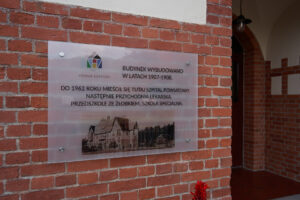 BUDYNEK WYBUDOWANO
W LATACH 1907-1908.
DO 1961 ROKU MIEŚCIŁ SIĘ TUTAJ SZPITAL POWIATOWY,
NASTĘPNIE PRZYCHODNIA LEKARSKA,
PRZEDSZKOLE ZE ŻŁOBKIEM, SZKOŁA SPECJALNA.